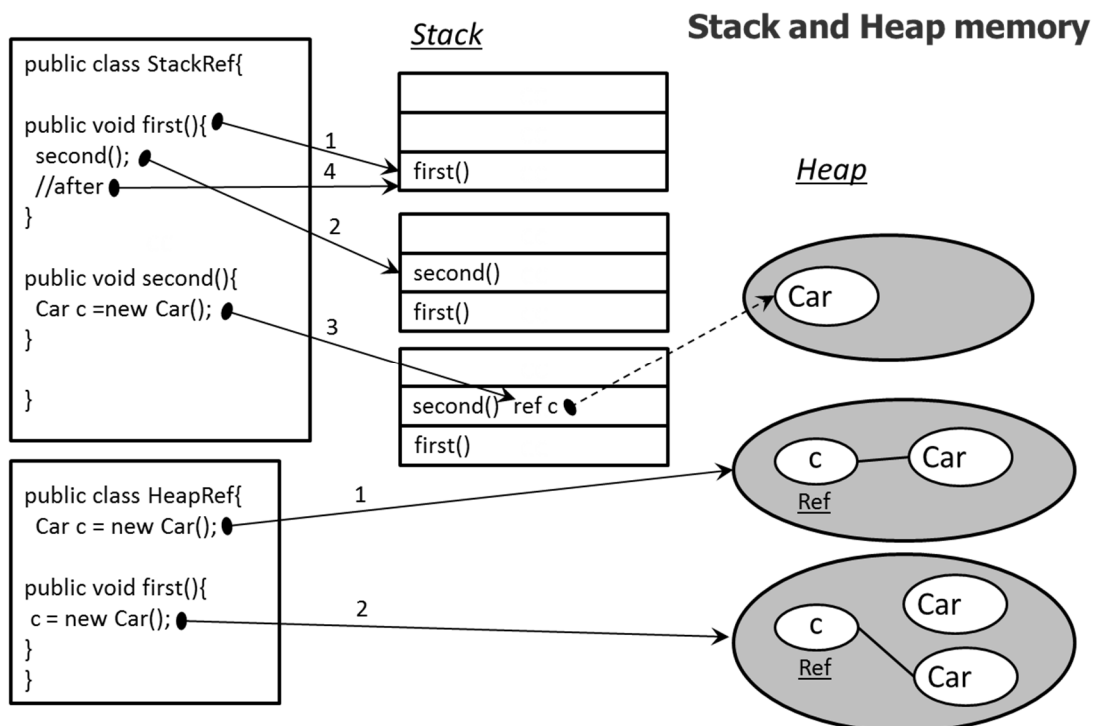 Stack and Heap memory
Stack
public class StackRef{
public void first(){
second();
//after
}
public void second(){
Car c =new Car();
}
}
1
4
2
3
first()
second()
first()
second() ref c
first()
Heap
Car
public class HeapRef{
Car c = new Car();
public void first(){
c = new Car();
}
}
1
2
c
Car
Ref
Car
c
Ref
Car